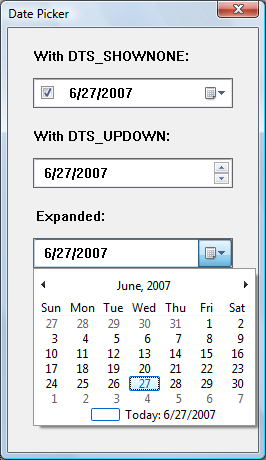 Date Picker
With DTS_SHOWNONE:
6/27/2007
With DTS_UPDOWN:
6/27/2007
Expanded:
6/27/2007
June, 2007
Sun Mon Tue Wed Thu Fri Sat
27 28 29 30 31 1 2
3 4 5 6 7 8 9
10 11 12 13 14 15 16
17 18 19 20 21 22 23
24 25 26 27 28 29 30
1 2 3 4 5 6 7
Today: 6/27/2007